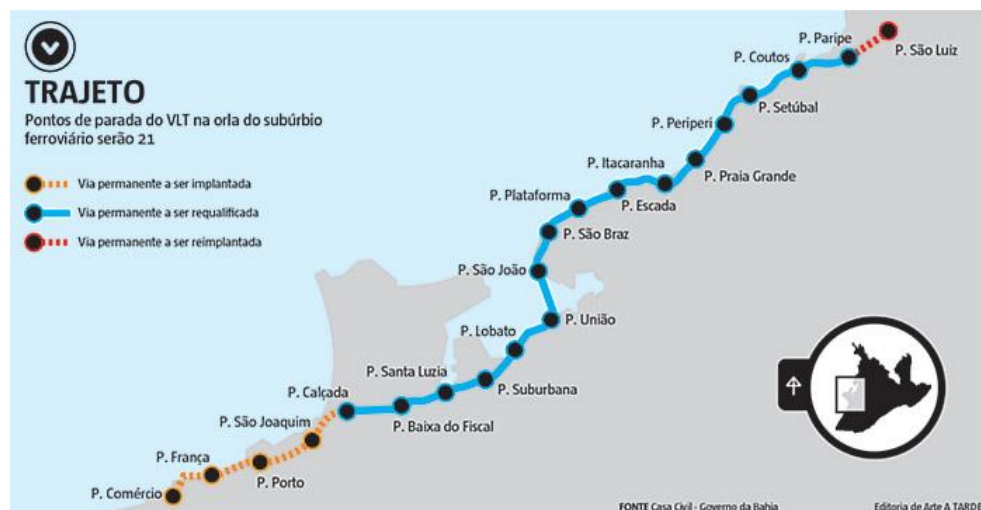 TRAJETO
Pontos de parada do VLT na orla do subúrbio
ferroviário serão 21
Via permanente a ser implantada
Via permanente a ser requalificada
Via permanente a ser reimplantada
P. São Luiz
P. Paripe
P. Coutos
P. Setúbal
P. Periperi
P. Praia Grande
P. Itacaranha
P. Escada
P. Plataforma
P. São Braz
P. São João
P. União
P. Lobato
P. Suburbana
P. Santa Luzia
P. Baixa do Fiscal
P. Calçada
P. São Joaquim
P. Porto
P. França
P. Comércio
FONTE Casa Civil - Governo da Bahia
Editoria de Arte A TARDE